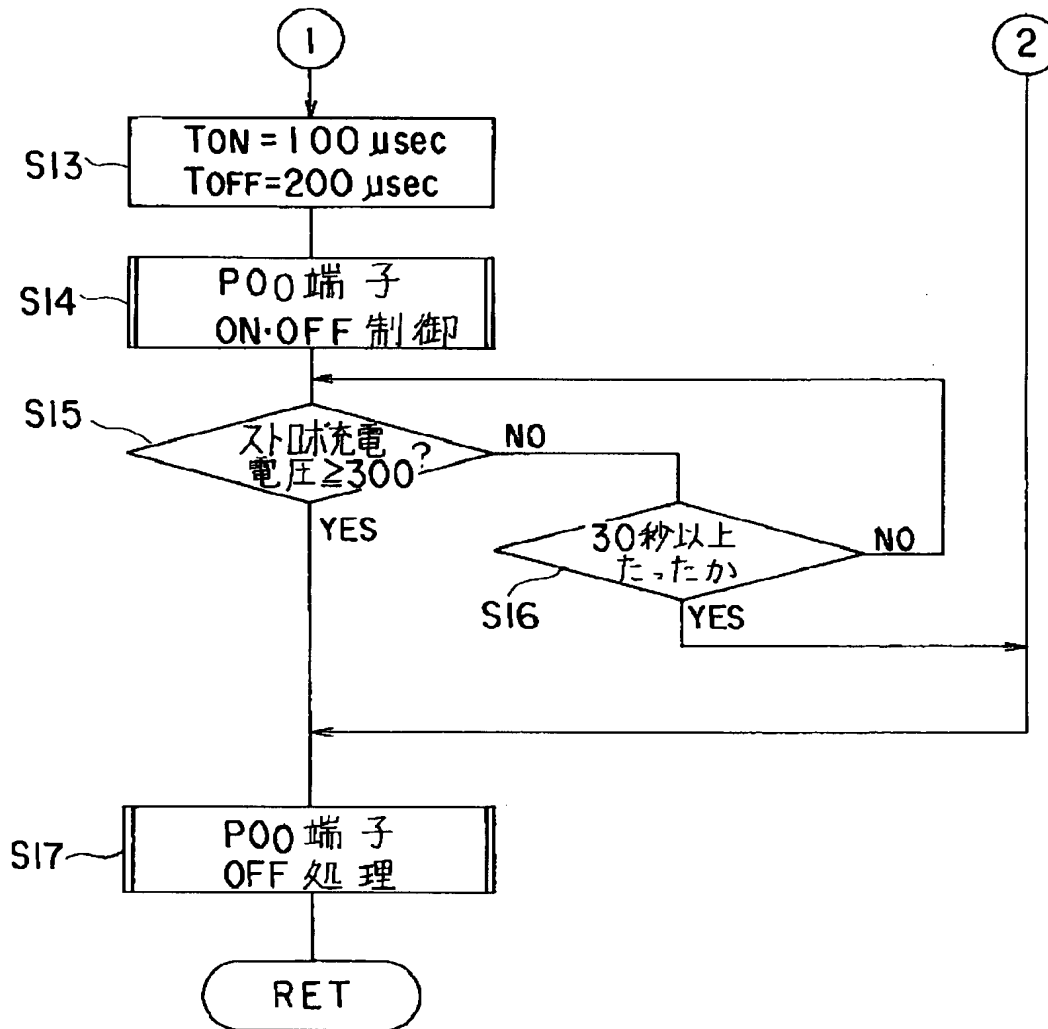 1
2
S13
TON = 100 μsec
TOFF=200 μsec
S14
P00端子
ON・OFF制御
S15
ストロボ充電
電圧≧300?
NO
YES
30秒以上
たったか
NO
S16
YES
S17
P00端子
OFF処理
RET